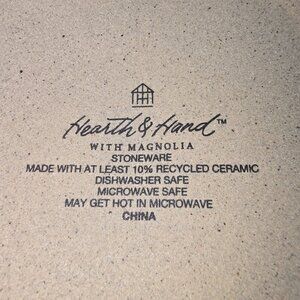 Hearth & Hand™
WITH MAGNOLIA
STONEWARE
MADE WITH AT LEAST 10% RECYCLED CERAMIC
DISHWASHER SAFE
MICROWAVE SAFE
MAY GET HOT IN MICROWAVE
CHINA